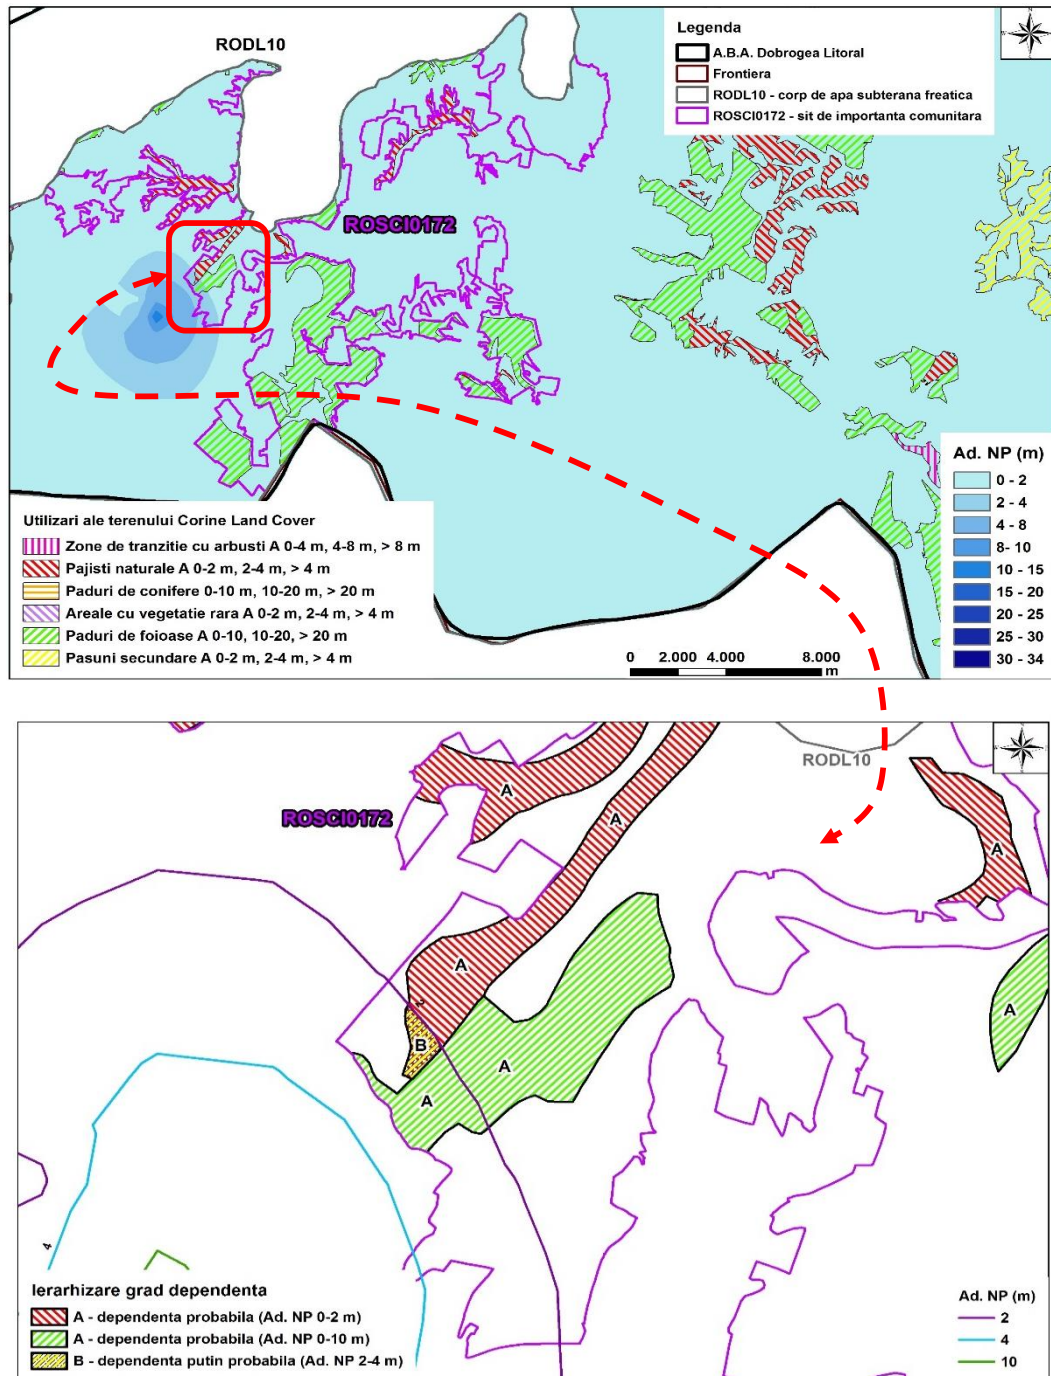 RODL10
Legenda
A.B.A. Dobrogea Litoral
Frontiera
RODL10 - corp de apa subterana freatica
ROSCI0172 - sit de importanta comunitara
ROSCI0172
Ad. NP (m)
0 - 2
2 - 4
4 - 8
8- 10
10 - 15
15 - 20
20 - 25
25 - 30
30 - 34
Utilizari ale terenului Corine Land Cover
Zone de tranzitie cu arbusti A 0-4 m, 4-8 m, > 8 m
Pajisti naturale A 0-2 m, 2-4 m, > 4 m
Paduri de conifere 0-10 m, 10-20 m, > 20 m
Areale cu vegetatie rara A 0-2 m, 2-4 m, > 4 m
Paduri de foioase A 0-10, 10-20, > 20 m
Pasuni secundare A 0-2 m, 2-4 m, > 4 m
0 2.000 4.000 8.000
m
RODL10
ROSCI0172
A
A
A
A
2
B
A
A
A
4
Ierarhizare grad dependenta
A - dependenta probabila (Ad. NP 0-2 m)
A - dependenta probabila (Ad. NP 0-10 m)
B - dependenta putin probabila (Ad. NP 2-4 m)
Ad. NP (m)
2
4
10